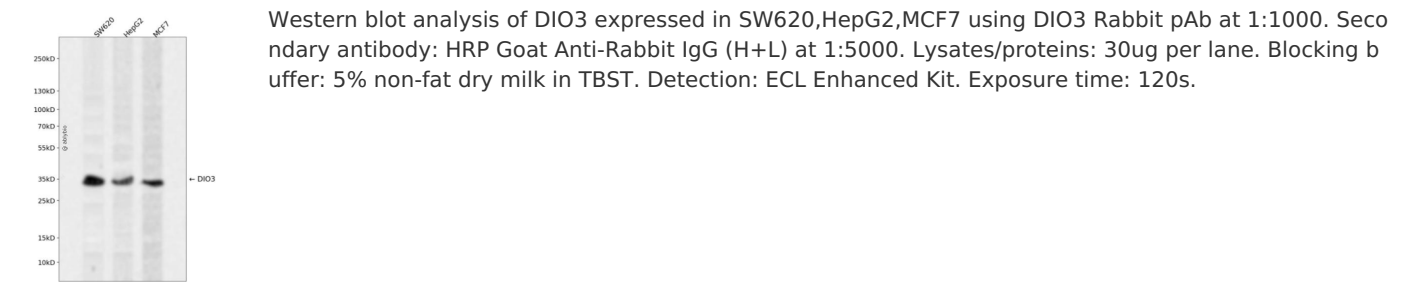 SW620 HepG2 MCF7
250kD
130kD
100kD
70kD
55kD
35kD
25kD
15kD
10kD
← DIO3
Western blot analysis of DIO3 expressed in SW620,HepG2,MCF7 using DIO3 Rabbit pAb at 1:1000. Seco
ndary antibody: HRP Goat Anti-Rabbit IgG (H+L) at 1:5000. Lysates/proteins: 30ug per lane. Blocking b
uffer: 5% non-fat dry milk in TBST. Detection: ECL Enhanced Kit. Exposure time: 120s.